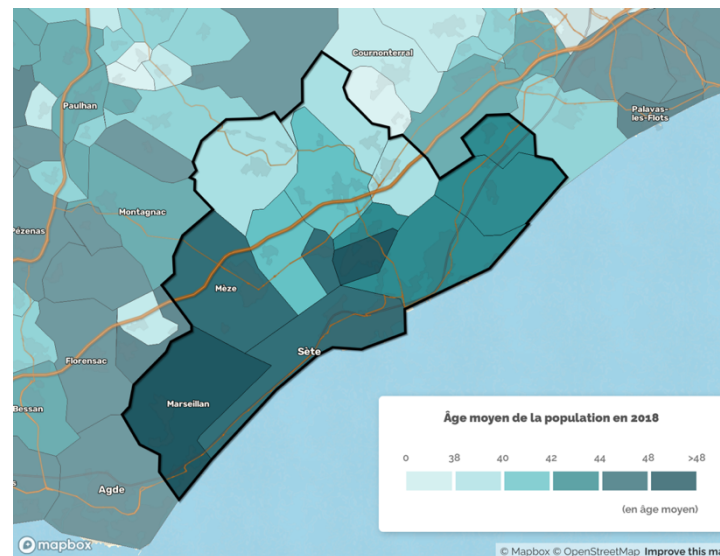 Cournonterral
Paulhan
Palavas-
les-Flots
Montagnac
Mèze
Florensac
Sète
Marseillan
Bessan
Agde
Âge moyen de la population en 2018
0 38 40 42 44 48 >48
(en âge moyen)
mapbox
© Mapbox © OpenStreetMap Improve this ma